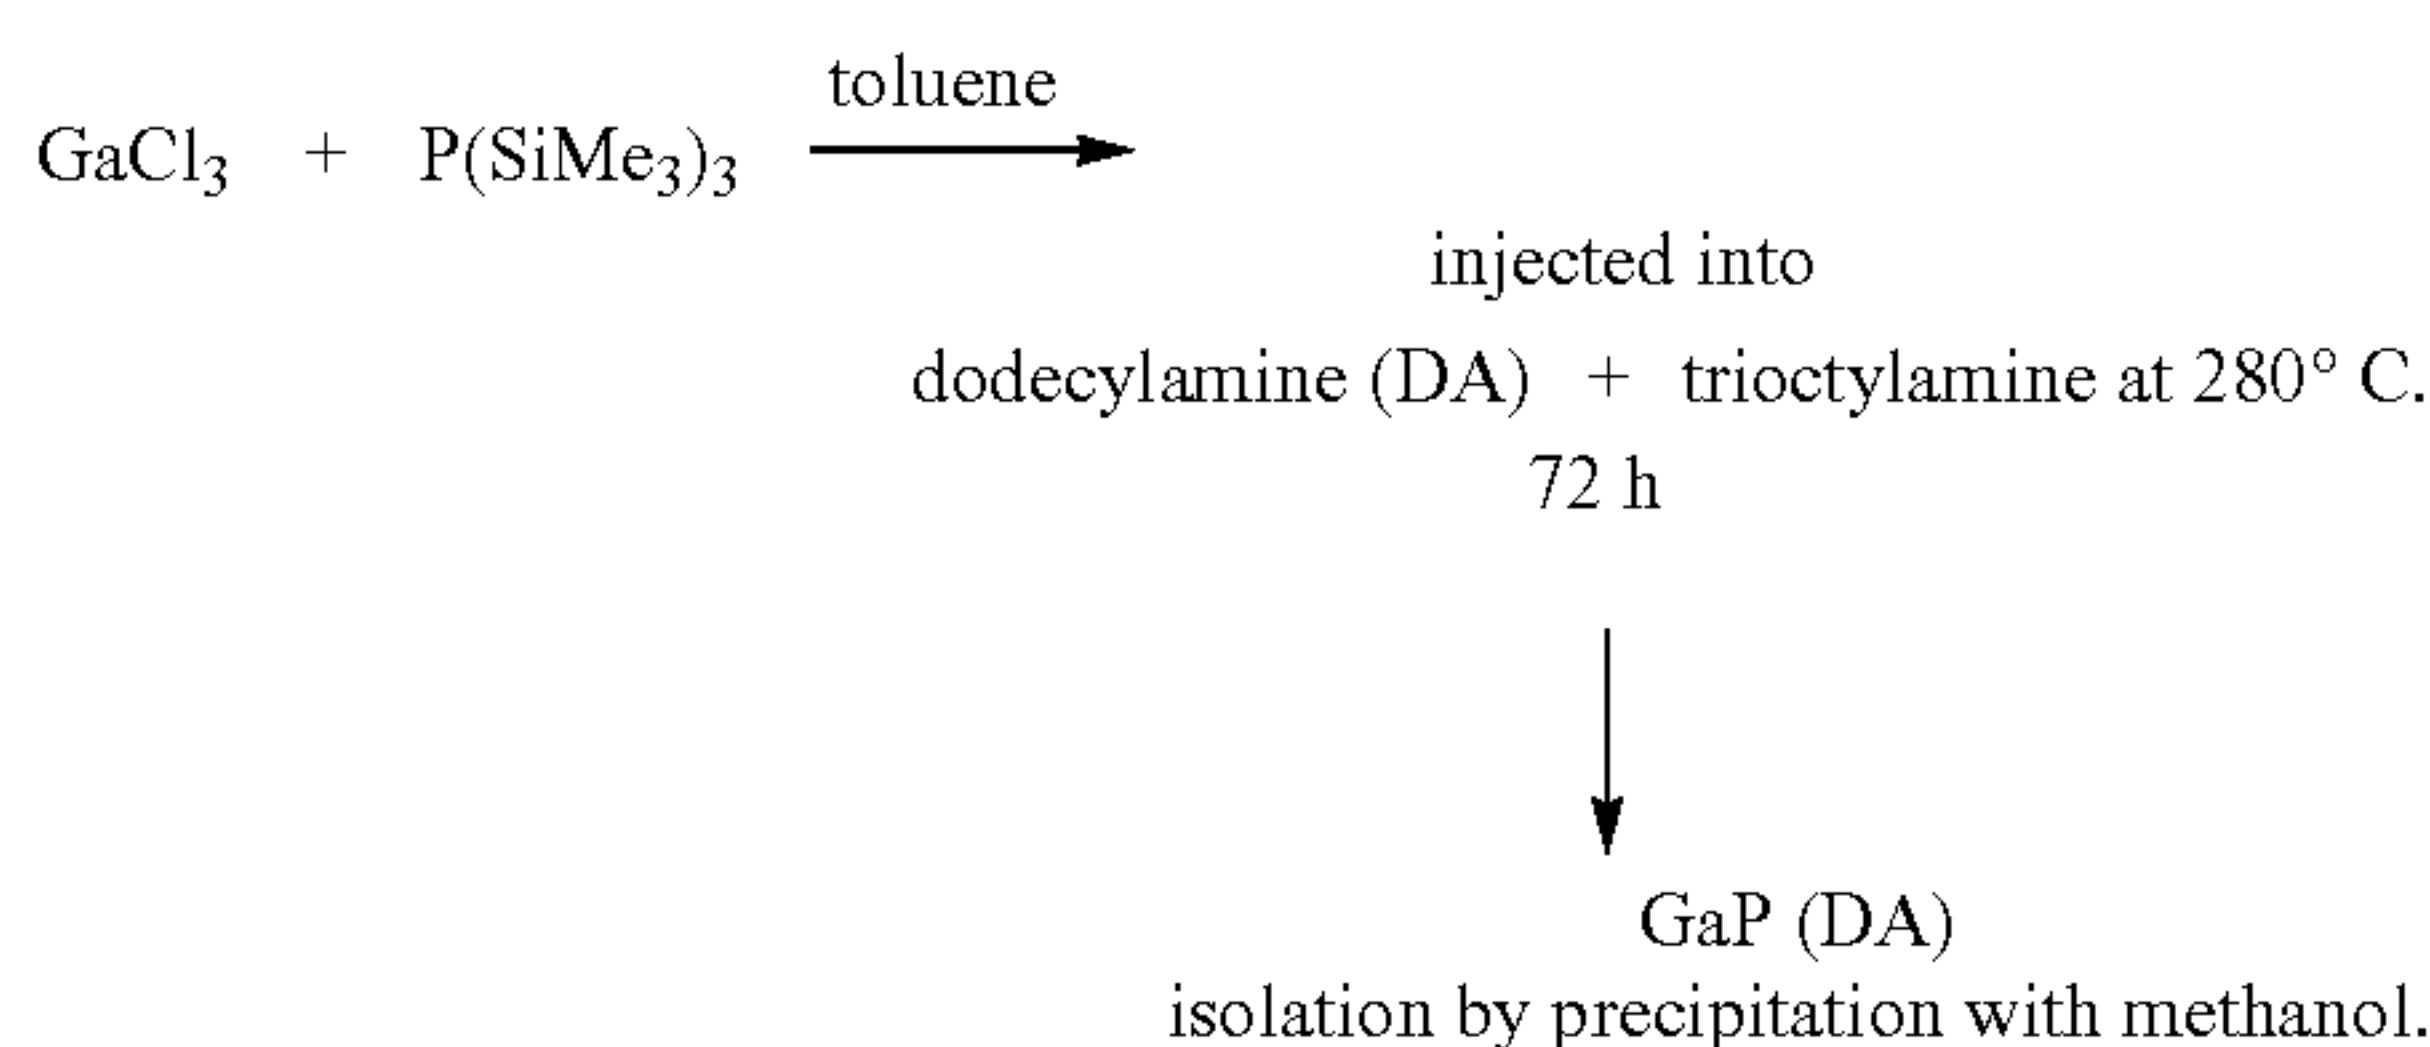 toluene
GaCl₃ + P(SiMe₃)₃
injected into
dodecylamine (DA) + trioctylamine at 280° C.
72 h
GaP (DA)
isolation by precipitation with methanol.